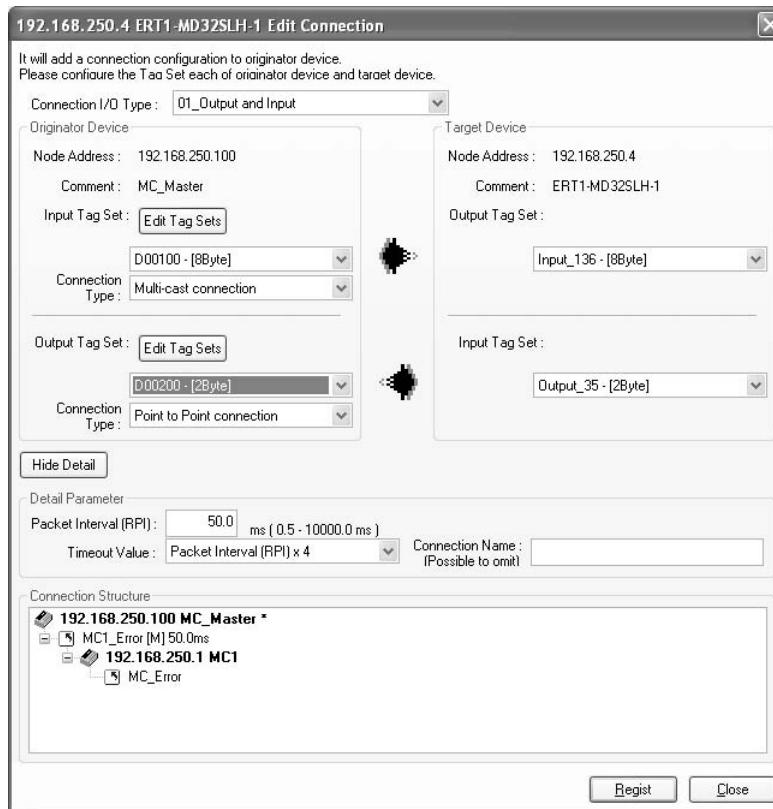 192.168.250.4 ERT1-MD32SLH-1 Edit Connection
It will add a connection configuration to originator device.
Please configure the Tag Set each of originator device and target device.
Connection I/O Type : 01_Output and Input
Originator Device
Node Address : 192.168.250.100
Comment : MC_Master
Input Tag Set : Edit Tag Sets
D00100 - [8Byte]
Connection Type : Multi-cast connection
Output Tag Set : Edit Tag Sets
D00200 - [2Byte]
Connection Type : Point to Point connection
Target Device
Node Address : 192.168.250.4
Comment : ERT1-MD32SLH-1
Output Tag Set :
Input_136 - [8Byte]
Input Tag Set :
Output_35 - [2Byte]
Hide Detail
Detail Parameter
Packet Interval (RPI) : 50.0 ms ( 0.5 - 10000.0 ms )
Timeout Value : Packet Interval (RPI) x 4
Connection Name :
(Possible to omit)
Connection Structure
192.168.250.100 MC_Master *
MC1_Error [M] 50.0ms
192.168.250.1 MC1
MC_Error
Regist
Close